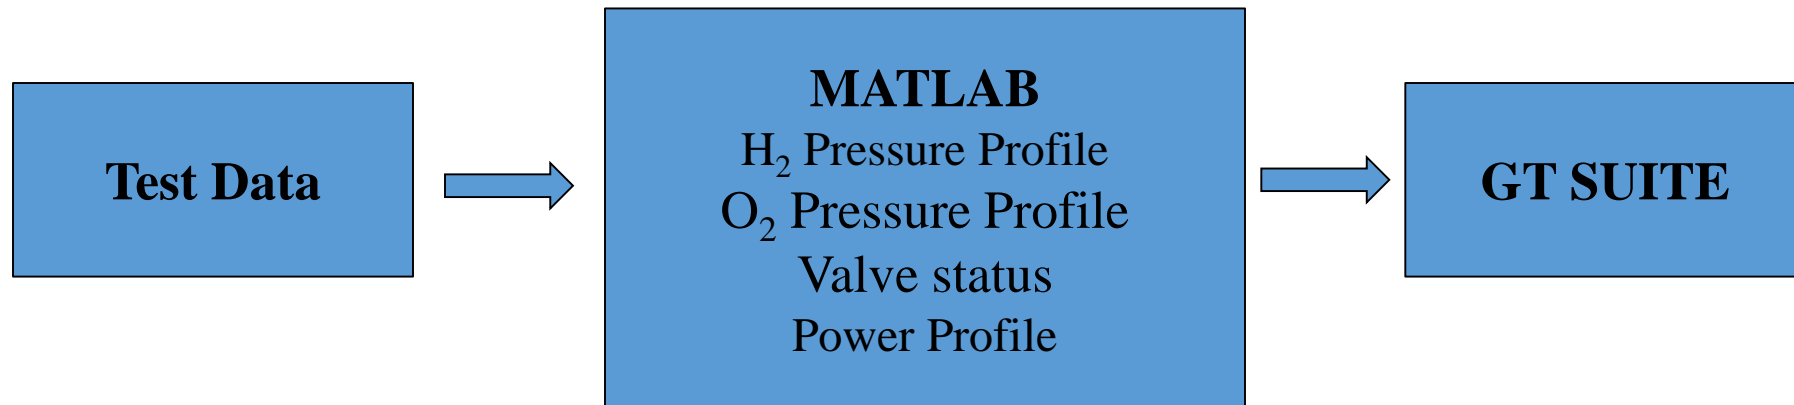 Test Data
MATLAB
H₂ Pressure Profile
O₂ Pressure Profile
Valve status
Power Profile
GT SUITE